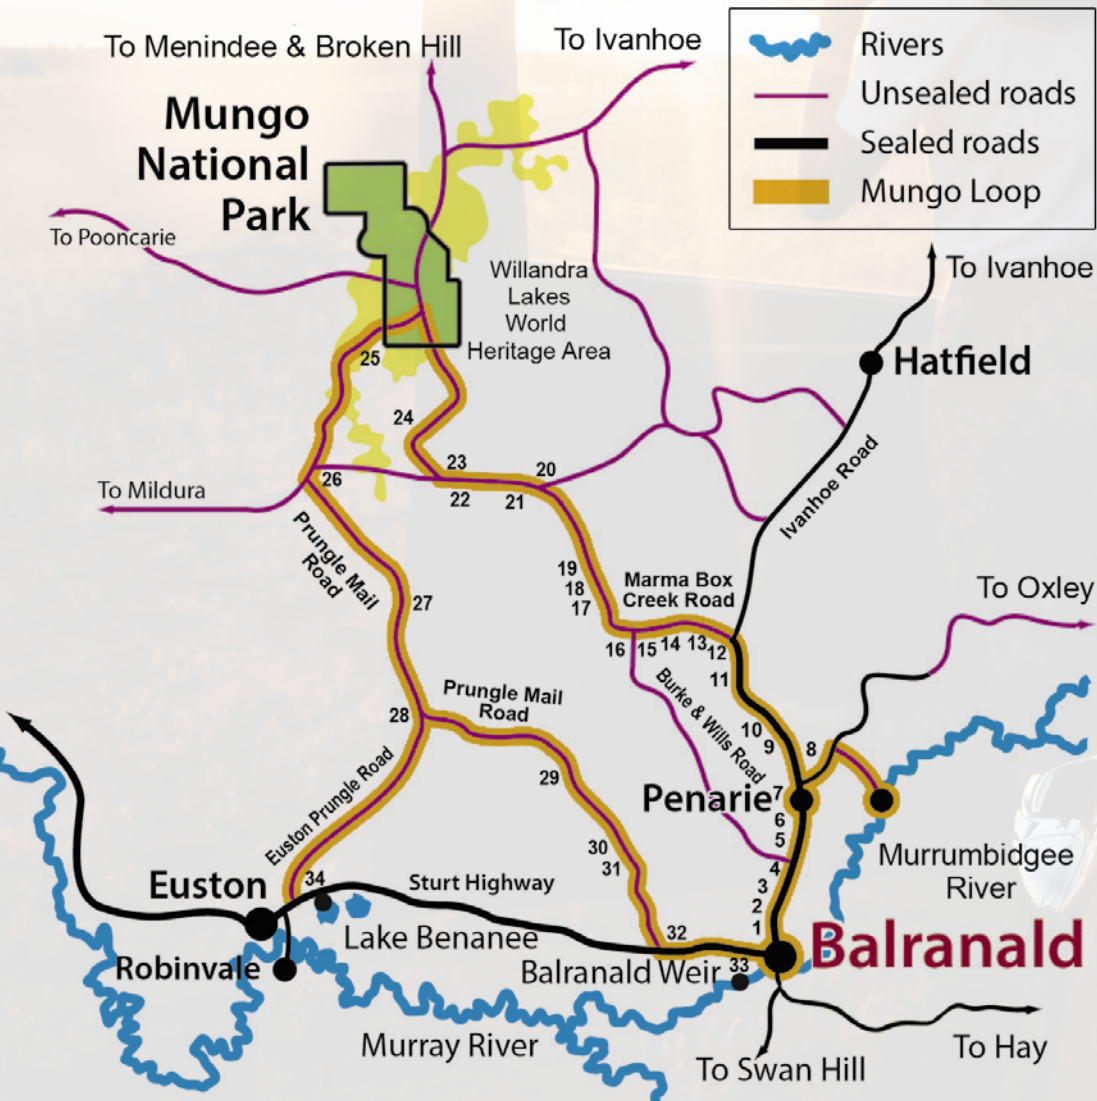 To Menindee & Broken Hill
To Ivanhoe
Rivers
Unsealed roads
Sealed roads
Mungo Loop
Mungo
National
Park
To Pooncarie
Willandra
Lakes
World
Heritage Area
To Ivanhoe
Hatfield
25
24
23
22
21
20
26
To Mildura
Ivanhoe Road
Prungle Mail
Road
27
19
18
17
Marma Box
Creek Road
16
15
14
13
12
11
To Oxley
Burke & Wills Road
28
Prungle Mail
Road
10
9
8
29
Euston Prungle Road
Penarie
7
6
5
4
3
2
1
30
31
Murrumbidgee
River
34
Euston
Sturt Highway
Lake Benanee
32
Balranald
Robinvale
Balranald Weir
33
Murray River
To Swan Hill
To Hay